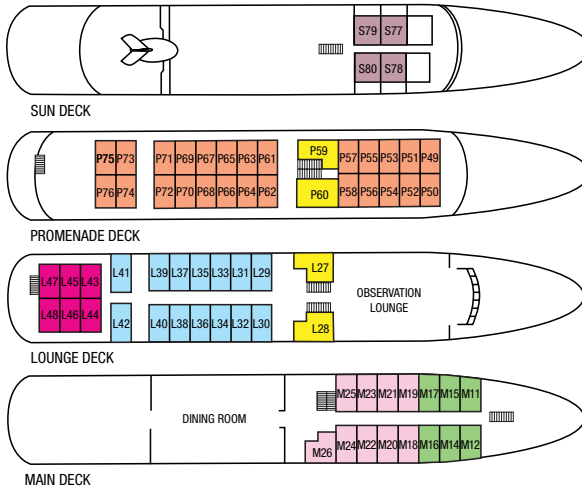 S79 S77
S80 S78
SUN DECK
P75 P73 P71 P69 P67 P65 P63 P61 P59 P57 P55 P53 P51 P49
P76 P74 P72 P70 P68 P66 P64 P62 P60 P58 P56 P54 P52 P50
PROMENADE DECK
L47 L45 L43 L41 L39 L37 L35 L33 L31 L29 L27
OBSERVATION
LOUNGE
L48 L46 L44 L42 L40 L38 L36 L34 L32 L30 L28
LOUNGE DECK
M25 M23 M21 M19 M17 M15 M11
DINING ROOM
M26 M24 M22 M20 M18 M16 M14 M12
MAIN DECK